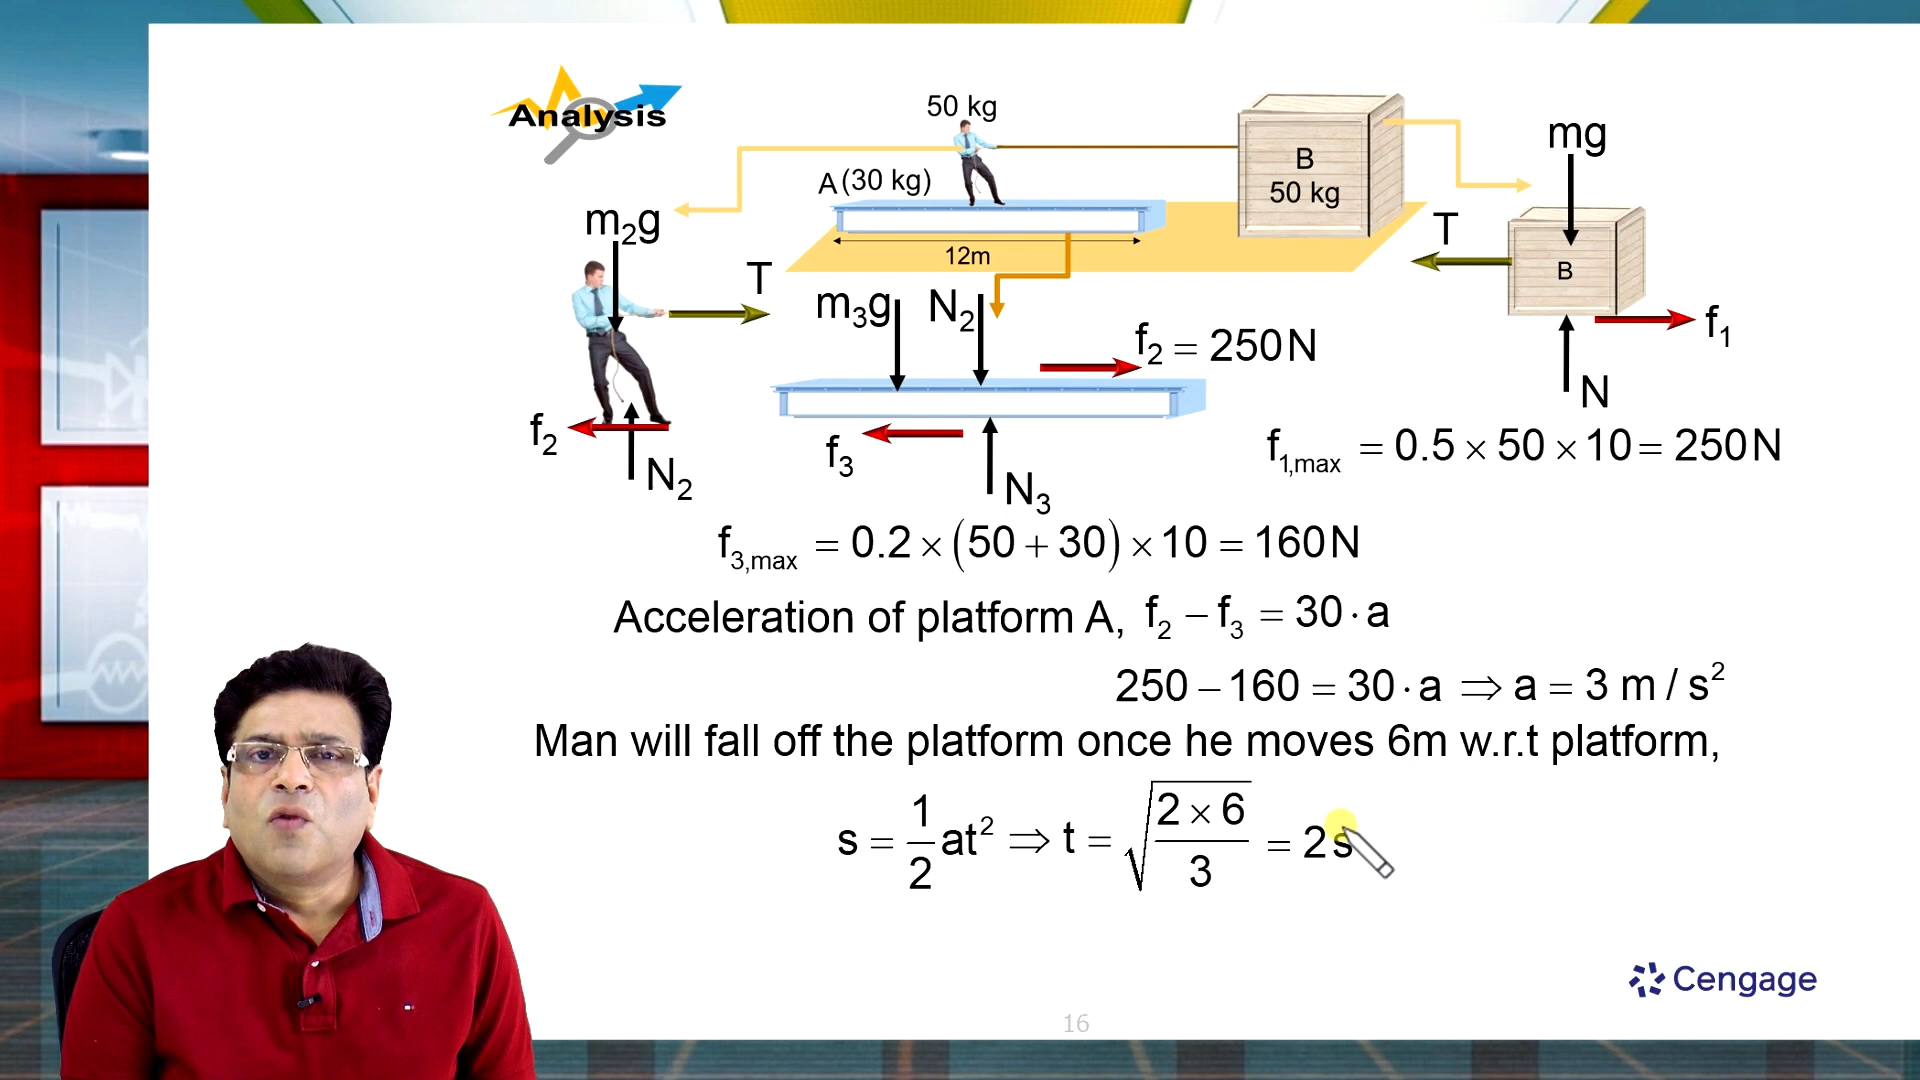 Analysis
50 kg
A (30 kg)
12m
B
50 kg
mg
T
B
f₁
N
m₂g
T
f₂
N₂
m₃g
N₂
f₂ = 250N
f₃
N₃
f₁,max = 0.5 × 50 × 10 = 250N
f₃,max = 0.2 × (50 + 30) × 10 = 160N
Acceleration of platform A, f₂ − f₃ = 30 · a
250 − 160 = 30 · a ⇒ a = 3 m / s²
Man will fall off the platform once he moves 6m w.r.t platform,
s = 1/2 at² ⇒ t = √(2 × 6 / 3) = 2s
Cengage
16